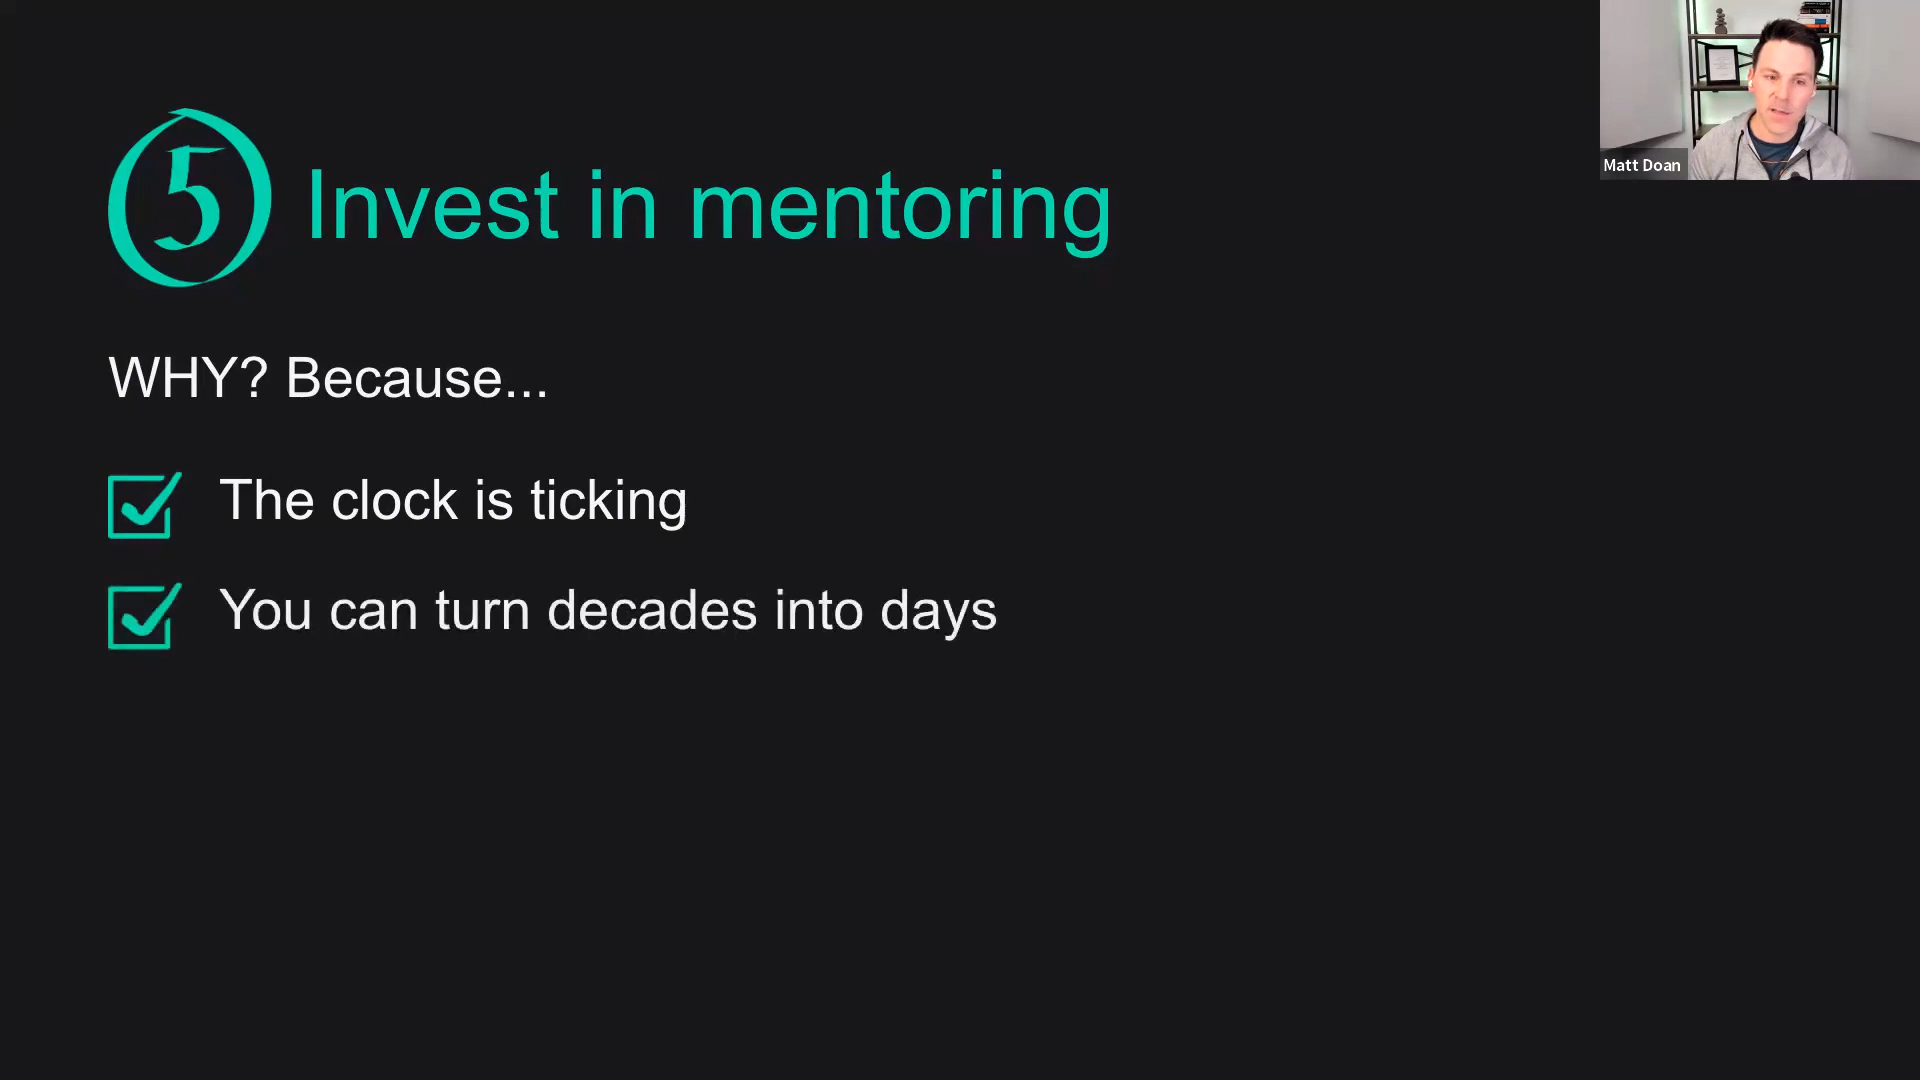 5 Invest in mentoring
WHY? Because...
The clock is ticking
You can turn decades into days
Matt Doan